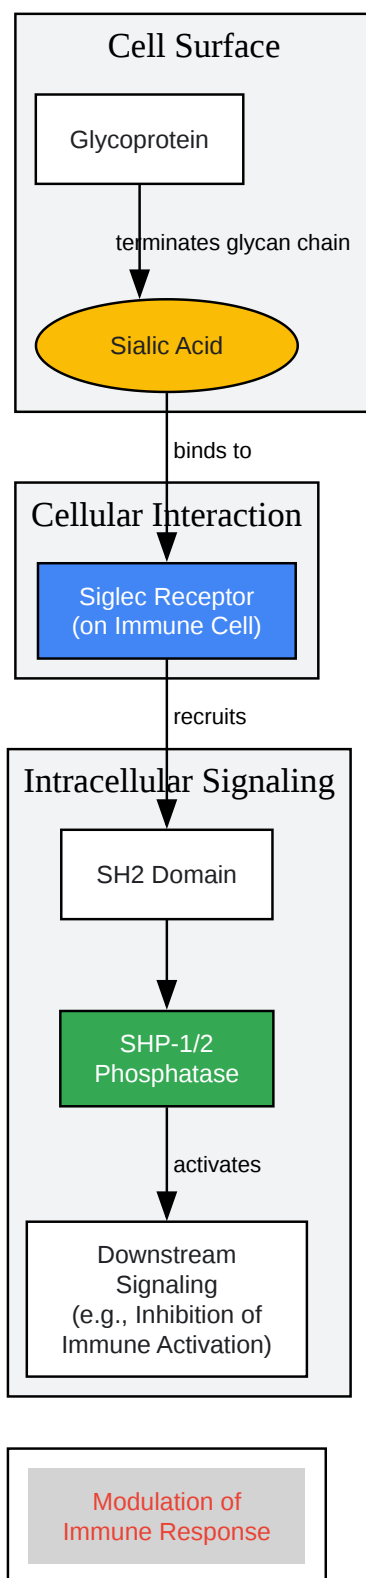 Cell Surface
Glycoprotein
terminates glycan chain
Sialic Acid
binds to
Cellular Interaction
Siglec Receptor
(on Immune Cell)
recruits
Intracellular Signaling
SH2 Domain
SHP-1/2
Phosphatase
activates
Downstream
Signaling
(e.g., Inhibition of
Immune Activation)
Modulation of
Immune Response